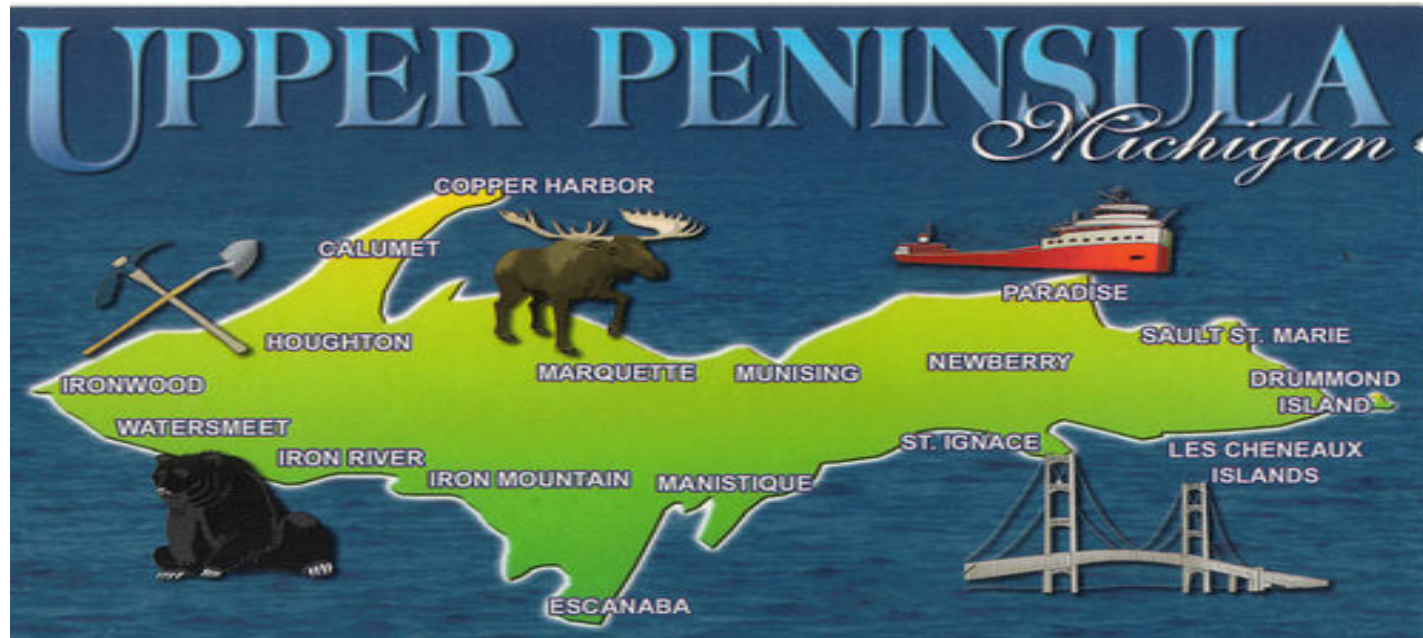 UPPER PENINSULA
Michigan
COPPER HARBOR
CALUMET
HOUGHTON
PARADISE
SAULT ST. MARIE
IRONWOOD
MARQUETTE
MUNISING
NEWBERRY
DRUMMOND
ISLAND
WATERSMEET
IRON RIVER
IRON MOUNTAIN
MANISTIQUE
ST. IGNACE
LES CHENEAUX
ISLANDS
ESCANABA